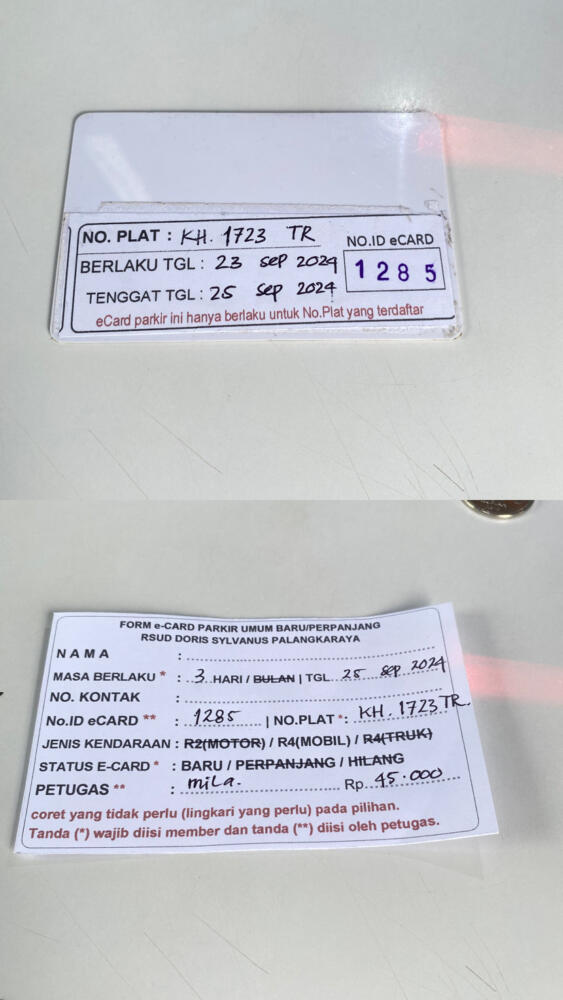 NO. PLAT : KH. 1723 TR
NO.ID eCARD
BERLAKU TGL : 23 Sep 2024
1 2 8 5
TENGGAT TGL : 25 Sep 2024
eCard parkir ini hanya berlaku untuk No.Plat yang terdaftar
FORM e-CARD PARKIR UMUM BARU/PERPANJANG
RSUD DORIS SYLVANUS PALANGKARAYA
NAMA :
MASA BERLAKU * : 3 HARI / BULAN | TGL. 25 Sep 2024
NO. KONTAK :
No.ID eCARD ** : 1285 | NO.PLAT *: KH. 1723 TR.
JENIS KENDARAAN : R2(MOTOR) / R4(MOBIL) / R4(TRUK)
STATUS E-CARD * : BARU / PERPANJANG / HILANG
PETUGAS ** : mila. Rp. 45.000
coret yang tidak perlu (lingkari yang perlu) pada pilihan.
Tanda (*) wajib diisi member dan tanda (**) diisi oleh petugas.